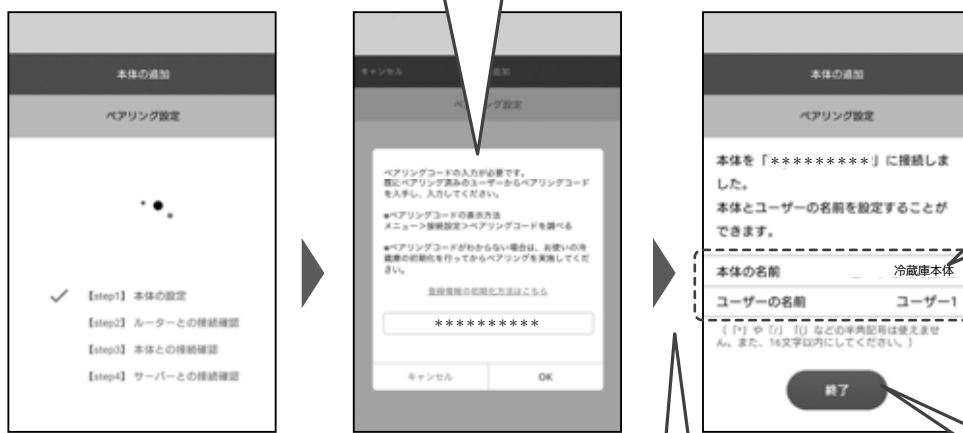 本体の追加
ペアリング設定
【step1】 本体の設定
【step2】 ルーターとの接続確認
【step3】 本体との接続確認
【step4】 サーバーとの接続確認
キャンセル
追加
ング設定
ペアリングコードの入力が必要です。
既にペアリング済みのユーザーからペアリングコード
を入手し、入力してください。
●ペアリングコードの表示方法
メニュー＞接続設定＞ペアリングコードを調べる
●ペアリングコードがわからない場合は、お使いの冷
蔵庫の初期化を行ってからペアリングを実施してくだ
さい。
登録情報の初期化方法はこちら
**********
キャンセル
OK
本体の追加
ペアリング設定
本体を「*********」に接続しま
した。
本体とユーザーの名前を設定することが
できます。
本体の名前 冷蔵庫本体
ユーザーの名前 ユーザー1
（「*」や「/」「(」などの半角記号は使えませ
ん。また、16文字以内にしてください。）
終了